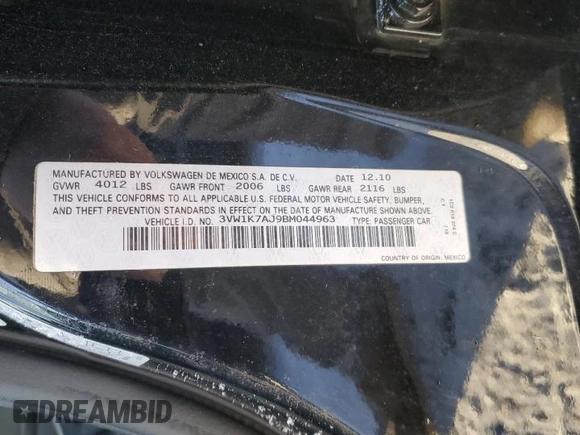 MANUFACTURED BY VOLKSWAGEN DE MEXICO S.A. DE C.V. DATE 12.10
GVWR 4012 LBS GAWR FRONT 2006 LBS GAWR REAR 2116 LBS
THIS VEHICLE CONFORMS TO ALL APPLICABLE U.S. FEDERAL MOTOR VEHICLE SAFETY, BUMPER,
AND THEFT PREVENTION STANDARDS IN EFFECT ON THE DATE OF MANUFACTURE SHOWN ABOVE.
VEHICLE I.D. NO. 3VW1K7AJ9BM044963 TYPE: PASSENGER CAR
COUNTRY OF ORIGIN: MEXICO
DREAMBID